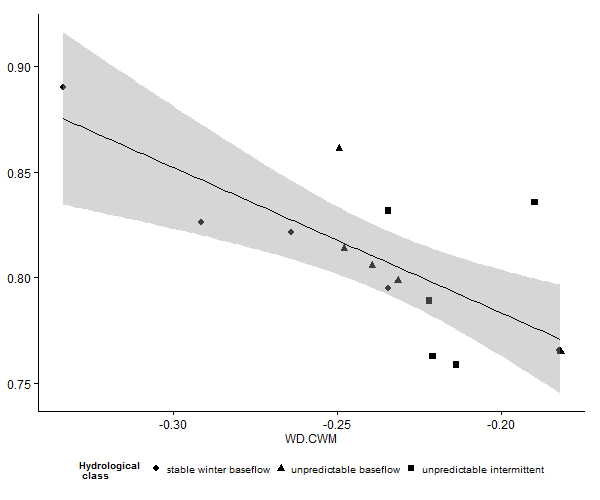 0.90
0.85
0.80
0.75
-0.30 -0.25 -0.20
WD.CWM
Hydrological
class
stable winter baseflow unpredictable baseflow unpredictable intermittent